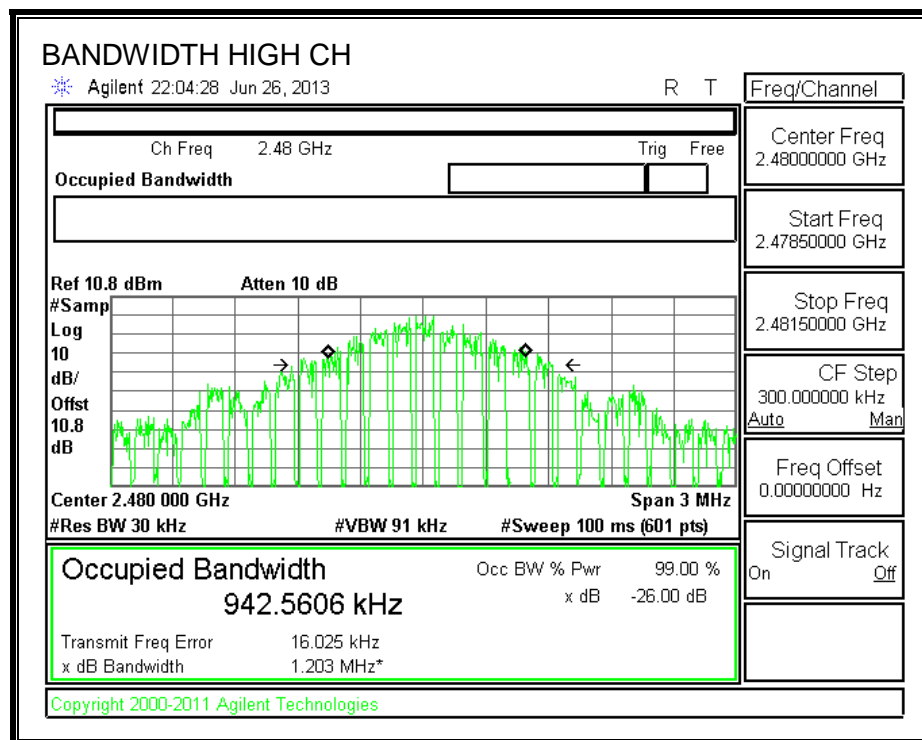 BANDWIDTH HIGH CH
Agilent 22:04:28 Jun 26, 2013 R T
Freq/Channel
Ch Freq 2.48 GHz Trig Free
Occupied Bandwidth
Center Freq
2.48000000 GHz
Start Freq
2.47850000 GHz
Stop Freq
2.48150000 GHz
CF Step
300.000000 kHz
Auto Man
Freq Offset
0.00000000 Hz
Signal Track
On Off
Ref 10.8 dBm Atten 10 dB
#Samp
Log
10
dB/
Offst
10.8
dB
Center 2.480 000 GHz Span 3 MHz
#Res BW 30 kHz #VBW 91 kHz #Sweep 100 ms (601 pts)
Occupied Bandwidth Occ BW % Pwr 99.00 %
942.5606 kHz x dB -26.00 dB
Transmit Freq Error 16.025 kHz
x dB Bandwidth 1.203 MHz*
Copyright 2000-2011 Agilent Technologies